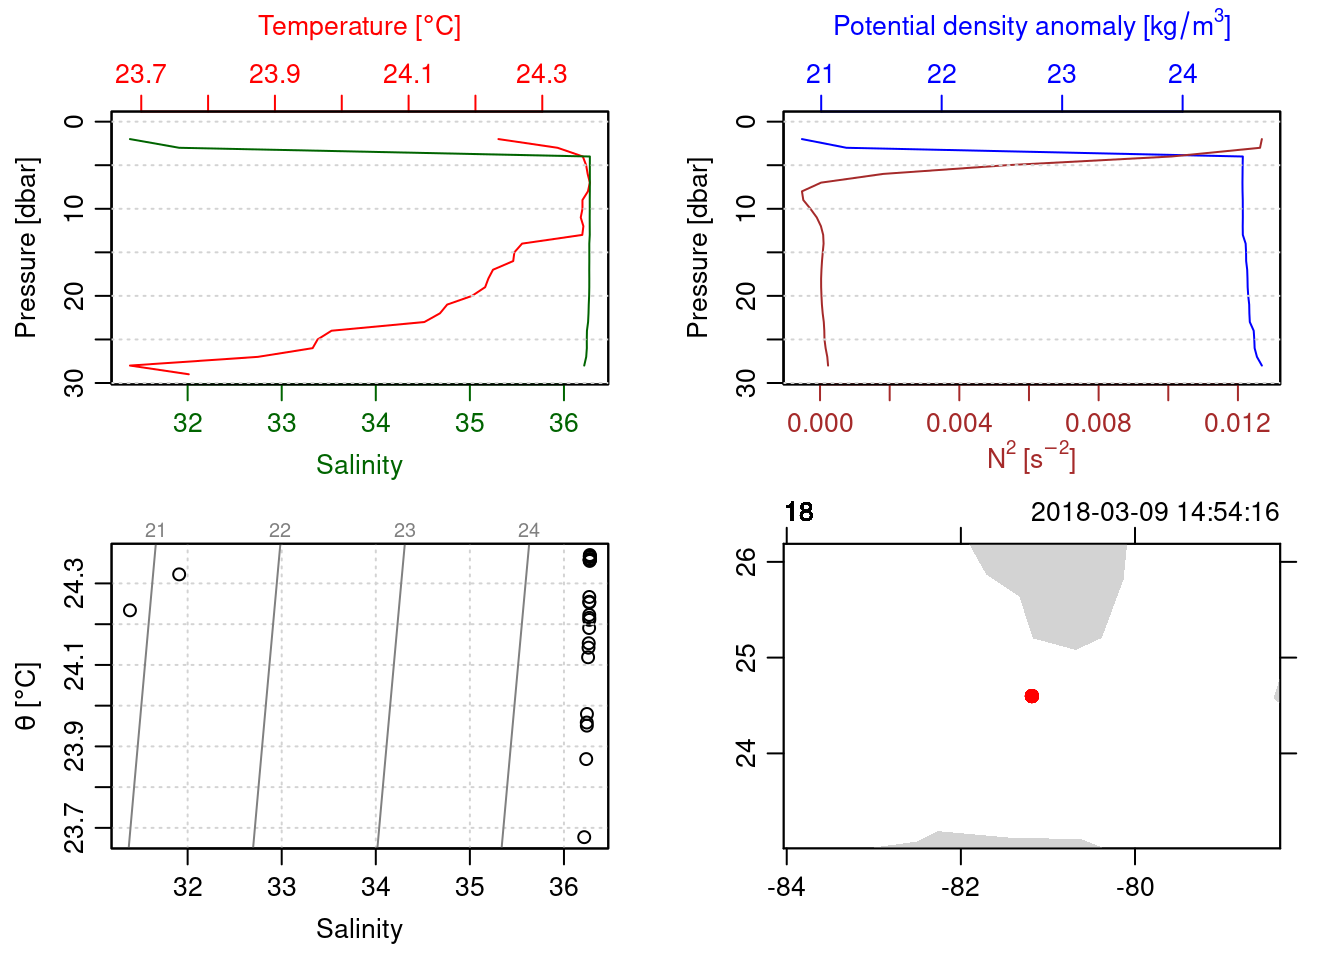 Temperature [°C]
23.7 23.9 24.1 24.3
Pressure [dbar]
0
10
20
30
32 33 34 35 36
Salinity
Potential density anomaly [kg/m³]
21 22 23 24
Pressure [dbar]
0
10
20
30
0.000 0.004 0.008 0.012
N² [s⁻²]
21 22 23 24
θ [°C]
24.3
24.1
23.9
23.7
32 33 34 35 36
Salinity
18 2018-03-09 14:54:16
26
25
24
-84 -82 -80